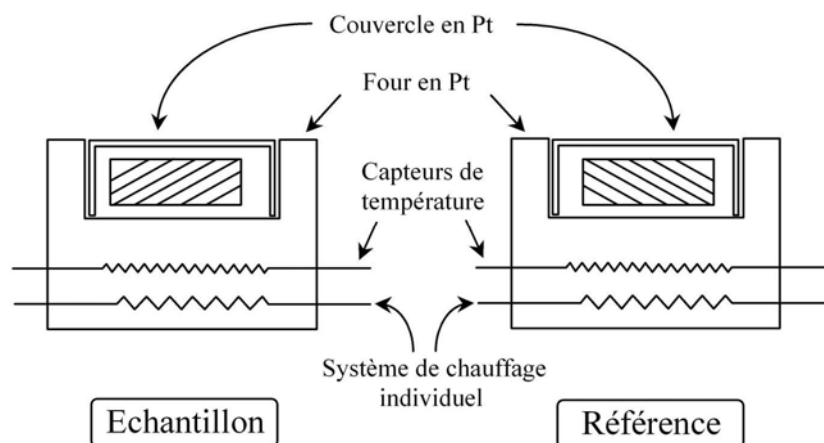 Couvercle en Pt
Four en Pt
Capteurs de
température
Système de chauffage
individuel
Echantillon
Référence